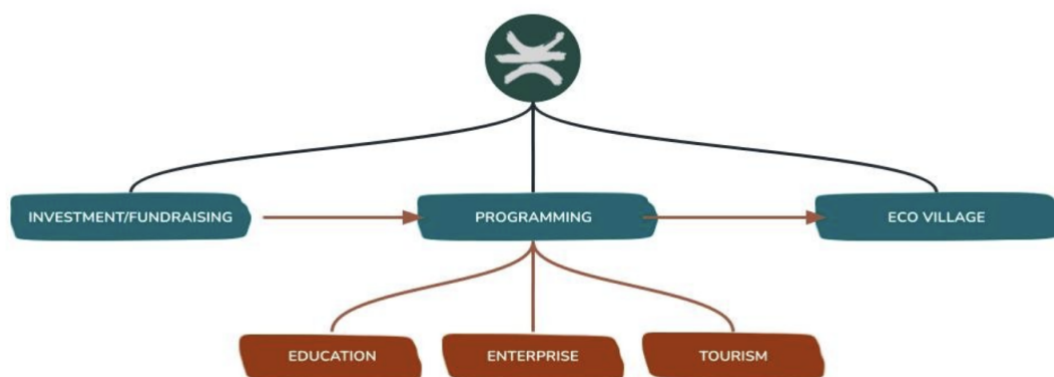 INVESTMENT/FUNDRAISING
PROGRAMMING
ECO VILLAGE
EDUCATION
ENTERPRISE
TOURISM